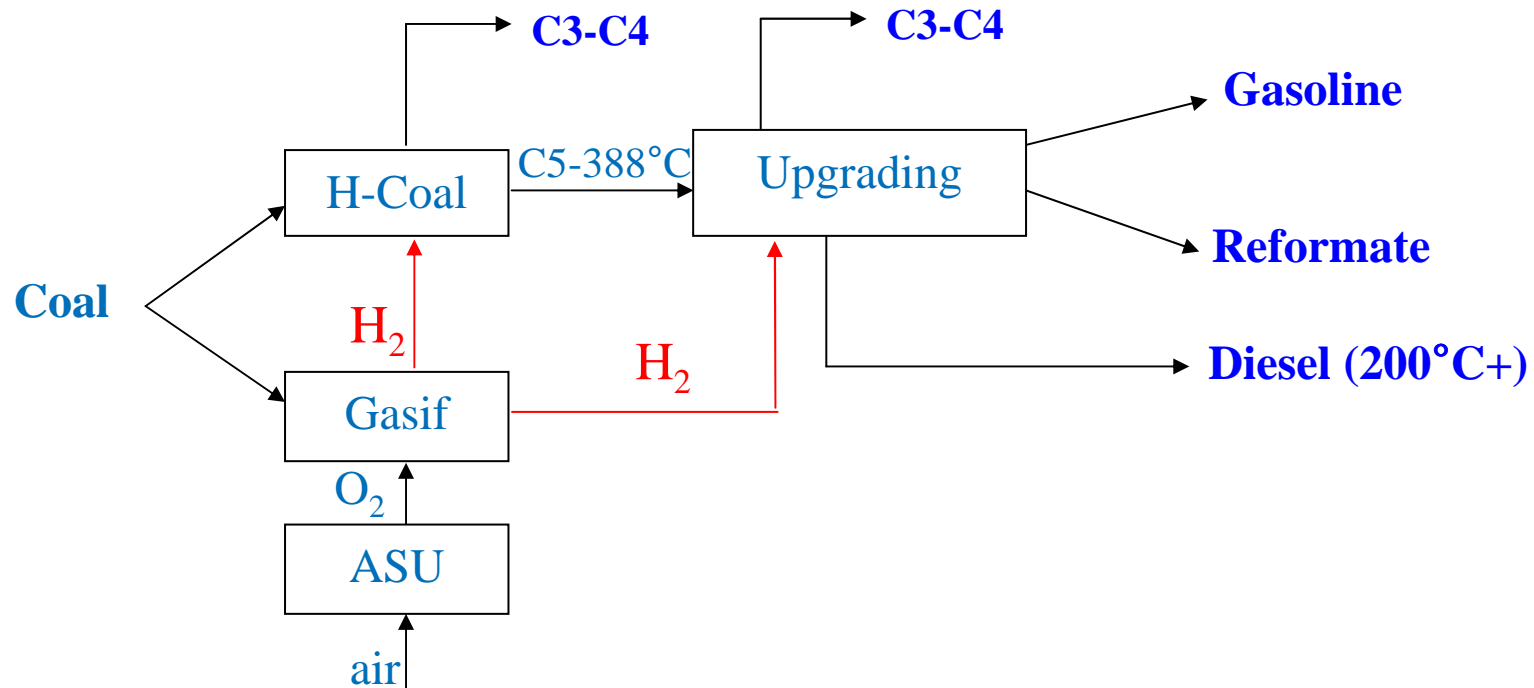 C3-C4
C3-C4
Gasoline
H-Coal
C5-388°C
Upgrading
Reformate
Coal
H₂
H₂
Diesel (200°C+)
Gasif
O₂
ASU
air